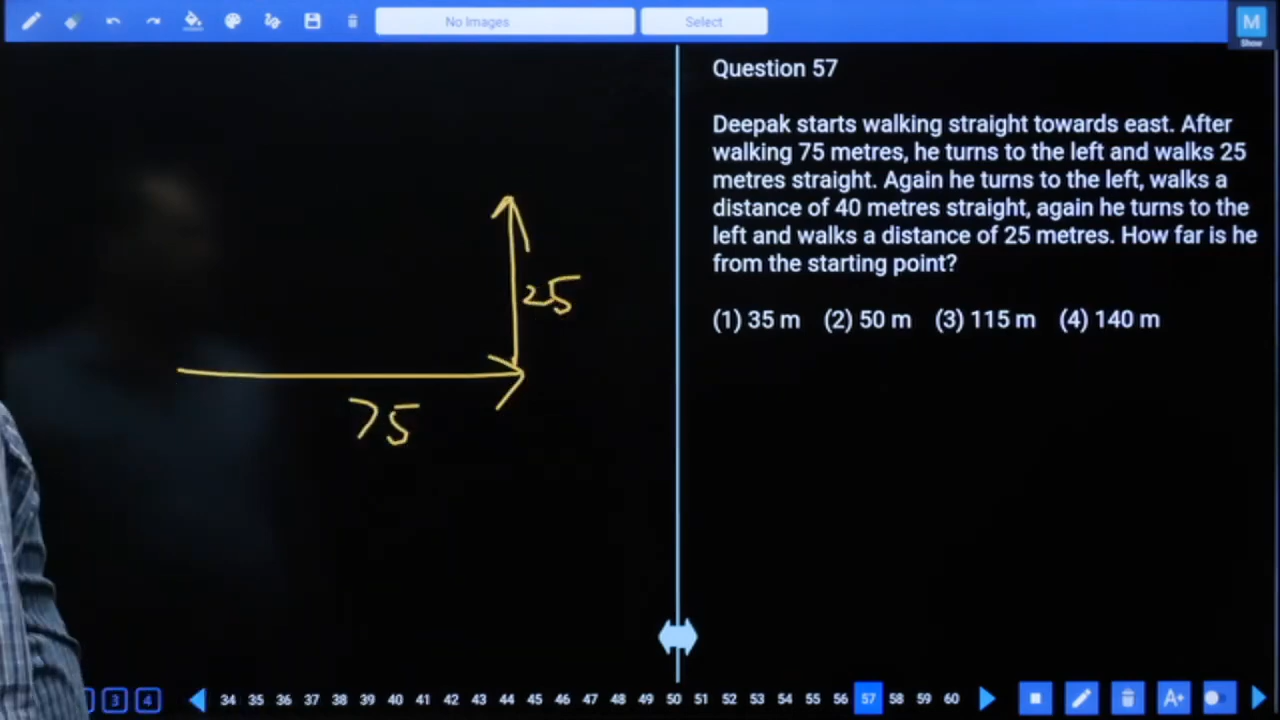 No Images
Select
M
Show
Question 57
Deepak starts walking straight towards east. After
walking 75 metres, he turns to the left and walks 25
metres straight. Again he turns to the left, walks a
distance of 40 metres straight, again he turns to the
left and walks a distance of 25 metres. How far is he
from the starting point?
(1) 35 m (2) 50 m (3) 115 m (4) 140 m
25
75
3 4 34 35 36 37 38 39 40 41 42 43 44 45 46 47 48 49 50 51 52 53 54 55 56 57 58 59 60 A+